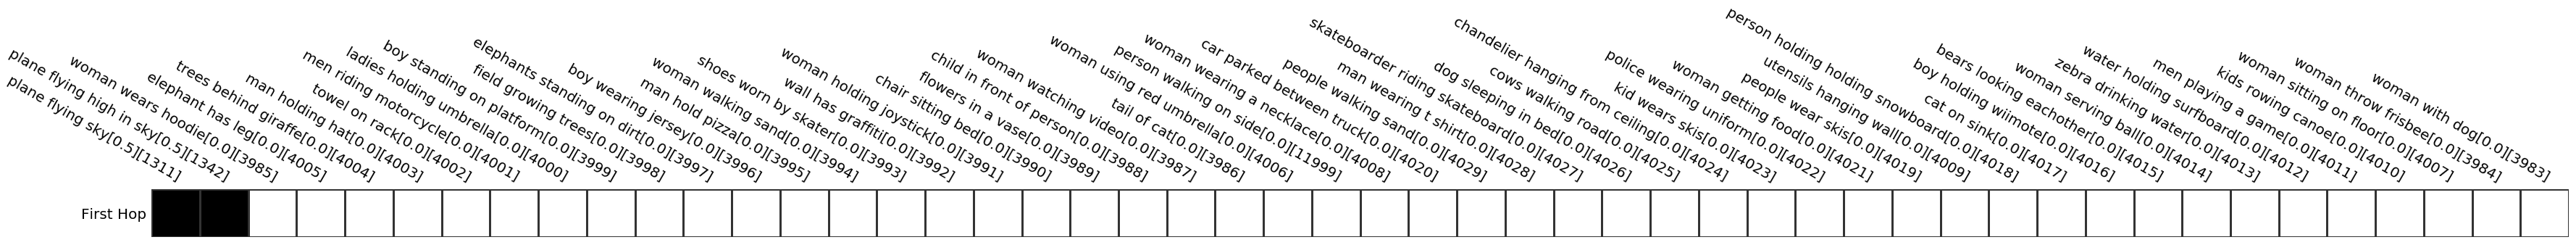 plane flying sky[0.5][1311]
plane flying high in sky[0.5][1342]
woman wears hoodie[0.0][3985]
elephant has leg[0.0][4005]
trees behind giraffe[0.0][4004]
man holding hat[0.0][4003]
towel on rack[0.0][4002]
men riding motorcycle[0.0][4001]
ladies holding umbrella[0.0][4000]
boy standing on platform[0.0][3999]
field growing trees[0.0][3998]
elephants standing on dirt[0.0][3997]
boy wearing jersey[0.0][3996]
man hold pizza[0.0][3995]
woman walking sand[0.0][3994]
shoes worn by skater[0.0][3993]
wall has graffiti[0.0][3992]
woman holding joystick[0.0][3991]
chair sitting bed[0.0][3990]
flowers in a vase[0.0][3989]
child in front of person[0.0][3988]
woman watching video[0.0][3987]
tail of cat[0.0][3986]
woman using red umbrella[0.0][4006]
person walking on side[0.0][11999]
woman wearing a necklace[0.0][4008]
car parked between truck[0.0][4020]
people walking sand[0.0][4029]
man wearing t shirt[0.0][4028]
skateboarder riding skateboard[0.0][4027]
dog sleeping in bed[0.0][4026]
cows walking road[0.0][4025]
chandelier hanging from ceiling[0.0][4024]
kid wears skis[0.0][4023]
police wearing uniform[0.0][4022]
woman getting food[0.0][4021]
people wear skis[0.0][4019]
utensils hanging wall[0.0][4009]
person holding holding snowboard[0.0][4018]
cat on sink[0.0][4017]
boy holding wiimote[0.0][4016]
bears looking eachother[0.0][4015]
woman serving ball[0.0][4014]
zebra drinking water[0.0][4013]
water holding surfboard[0.0][4012]
men playing a game[0.0][4011]
kids rowing canoe[0.0][4010]
woman sitting on floor[0.0][4007]
woman throw frisbee[0.0][3984]
woman with dog[0.0][3983]
First Hop